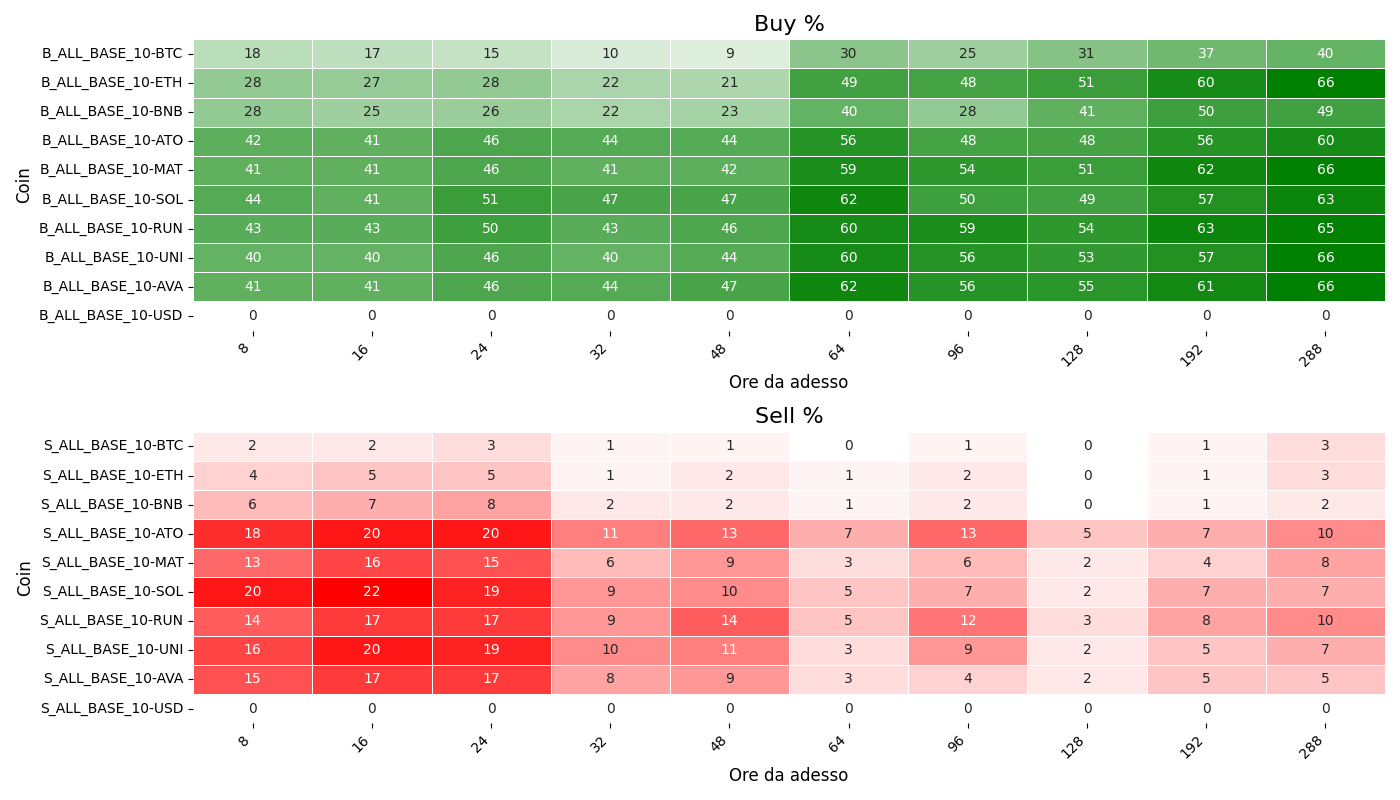 Buy %
Coin
B_ALL_BASE_10-BTC 18 17 15 10 9 30 25 31 37 40
B_ALL_BASE_10-ETH 28 27 28 22 21 49 48 51 60 66
B_ALL_BASE_10-BNB 28 25 26 22 23 40 28 41 50 49
B_ALL_BASE_10-ATO 42 41 46 44 44 56 48 48 56 60
B_ALL_BASE_10-MAT 41 41 46 41 42 59 54 51 62 66
B_ALL_BASE_10-SOL 44 41 51 47 47 62 50 49 57 63
B_ALL_BASE_10-RUN 43 43 50 43 46 60 59 54 63 65
B_ALL_BASE_10-UNI 40 40 46 40 44 60 56 53 57 66
B_ALL_BASE_10-AVA 41 41 46 44 47 62 56 55 61 66
B_ALL_BASE_10-USD 0 0 0 0 0 0 0 0 0 0
8 16 24 32 48 64 96 128 192 288
Ore da adesso
Sell %
Coin
S_ALL_BASE_10-BTC 2 2 3 1 1 0 1 0 1 3
S_ALL_BASE_10-ETH 4 5 5 1 2 1 2 0 1 3
S_ALL_BASE_10-BNB 6 7 8 2 2 1 2 0 1 2
S_ALL_BASE_10-ATO 18 20 20 11 13 7 13 5 7 10
S_ALL_BASE_10-MAT 13 16 15 6 9 3 6 2 4 8
S_ALL_BASE_10-SOL 20 22 19 9 10 5 7 2 7 7
S_ALL_BASE_10-RUN 14 17 17 9 14 5 12 3 8 10
S_ALL_BASE_10-UNI 16 20 19 10 11 3 9 2 5 7
S_ALL_BASE_10-AVA 15 17 17 8 9 3 4 2 5 5
S_ALL_BASE_10-USD 0 0 0 0 0 0 0 0 0 0
8 16 24 32 48 64 96 128 192 288
Ore da adesso